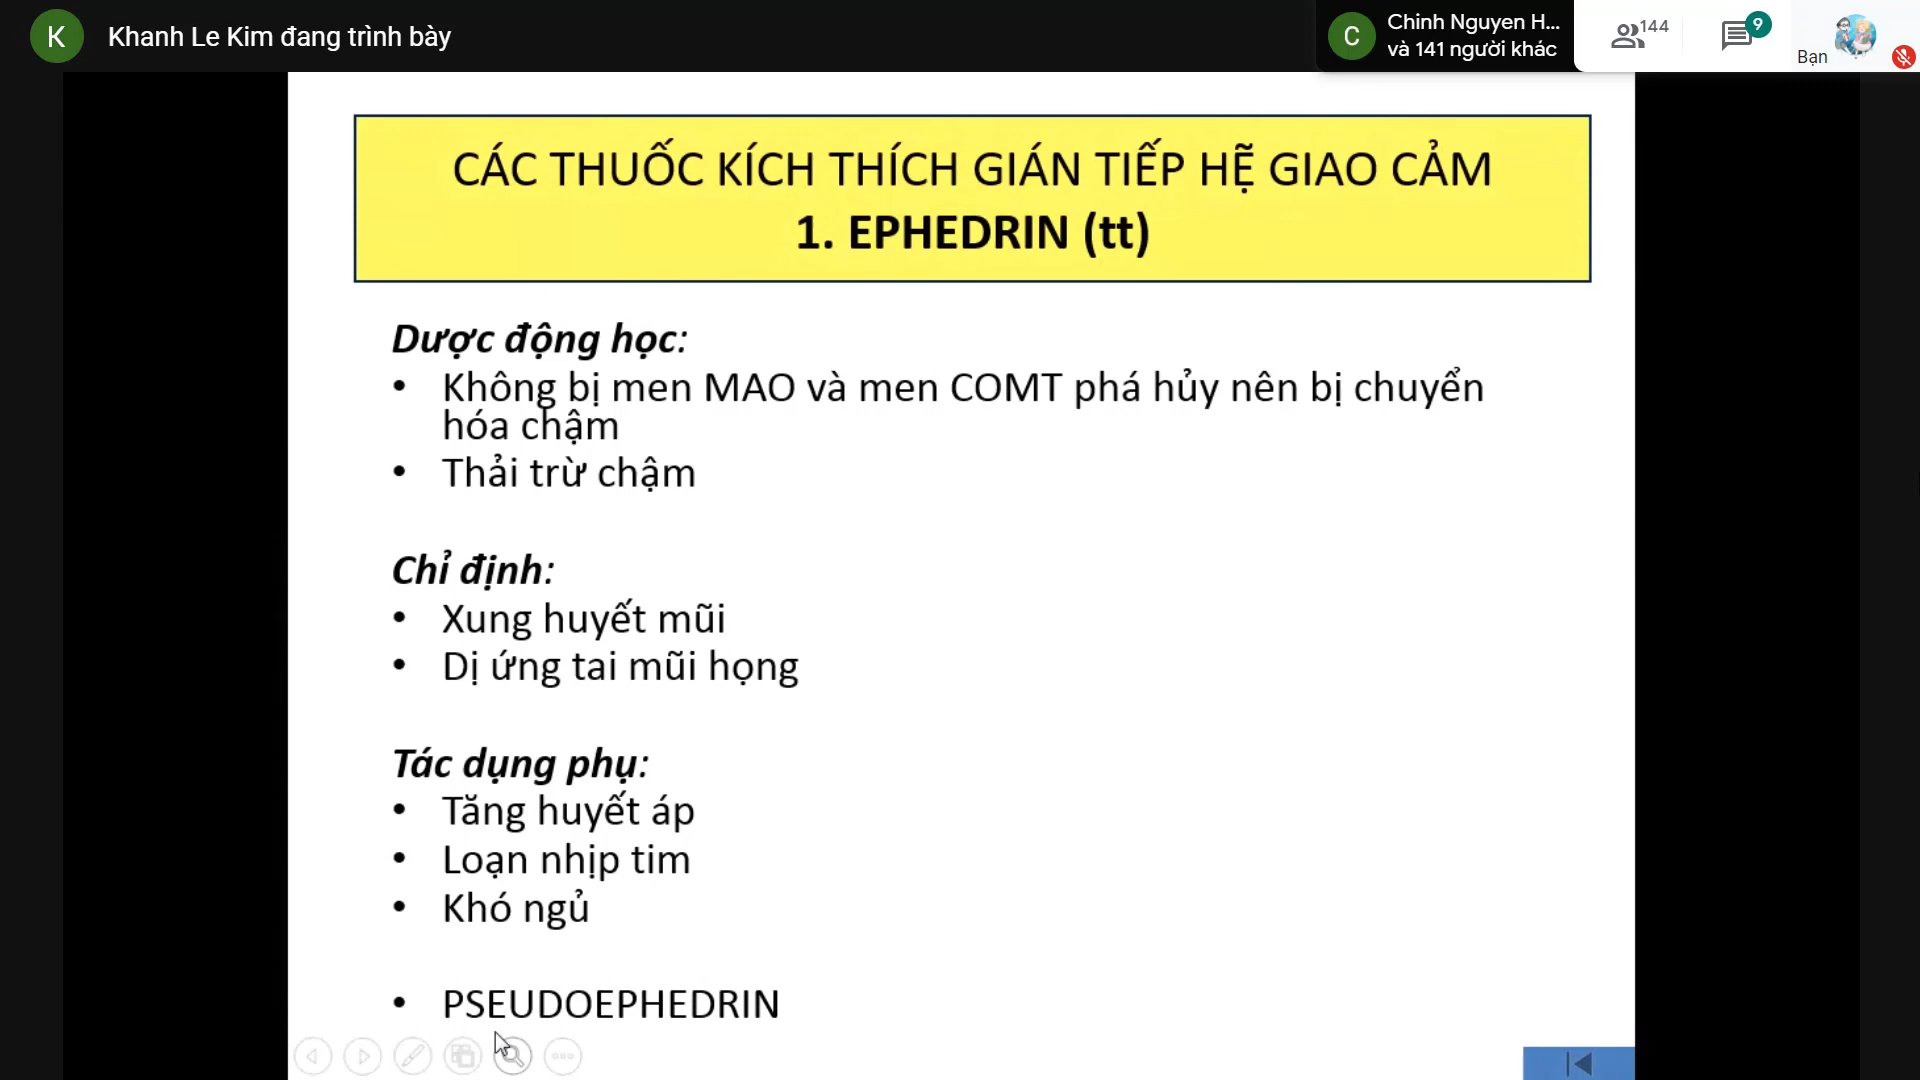 K
Khanh Le Kim đang trình bày
C
Chinh Nguyen H...
và 141 người khác
144
9
Bạn
CÁC THUỐC KÍCH THÍCH GIÁN TIẾP HỆ̃ GIAO CẢM
1. EPHEDRIN (tt)
Dược động học:
• Không bị men MAO và men COMT phá hủy nên bị chuyển
hóa chậm
• Thải trừ chậm
Chỉ định:
• Xung huyết mũi
• Dị ứng tai mũi họng
Tác dụng phụ:
• Tăng huyết áp
• Loạn nhịp tim
• Khó ngủ
• PSEUDOEPHEDRIN